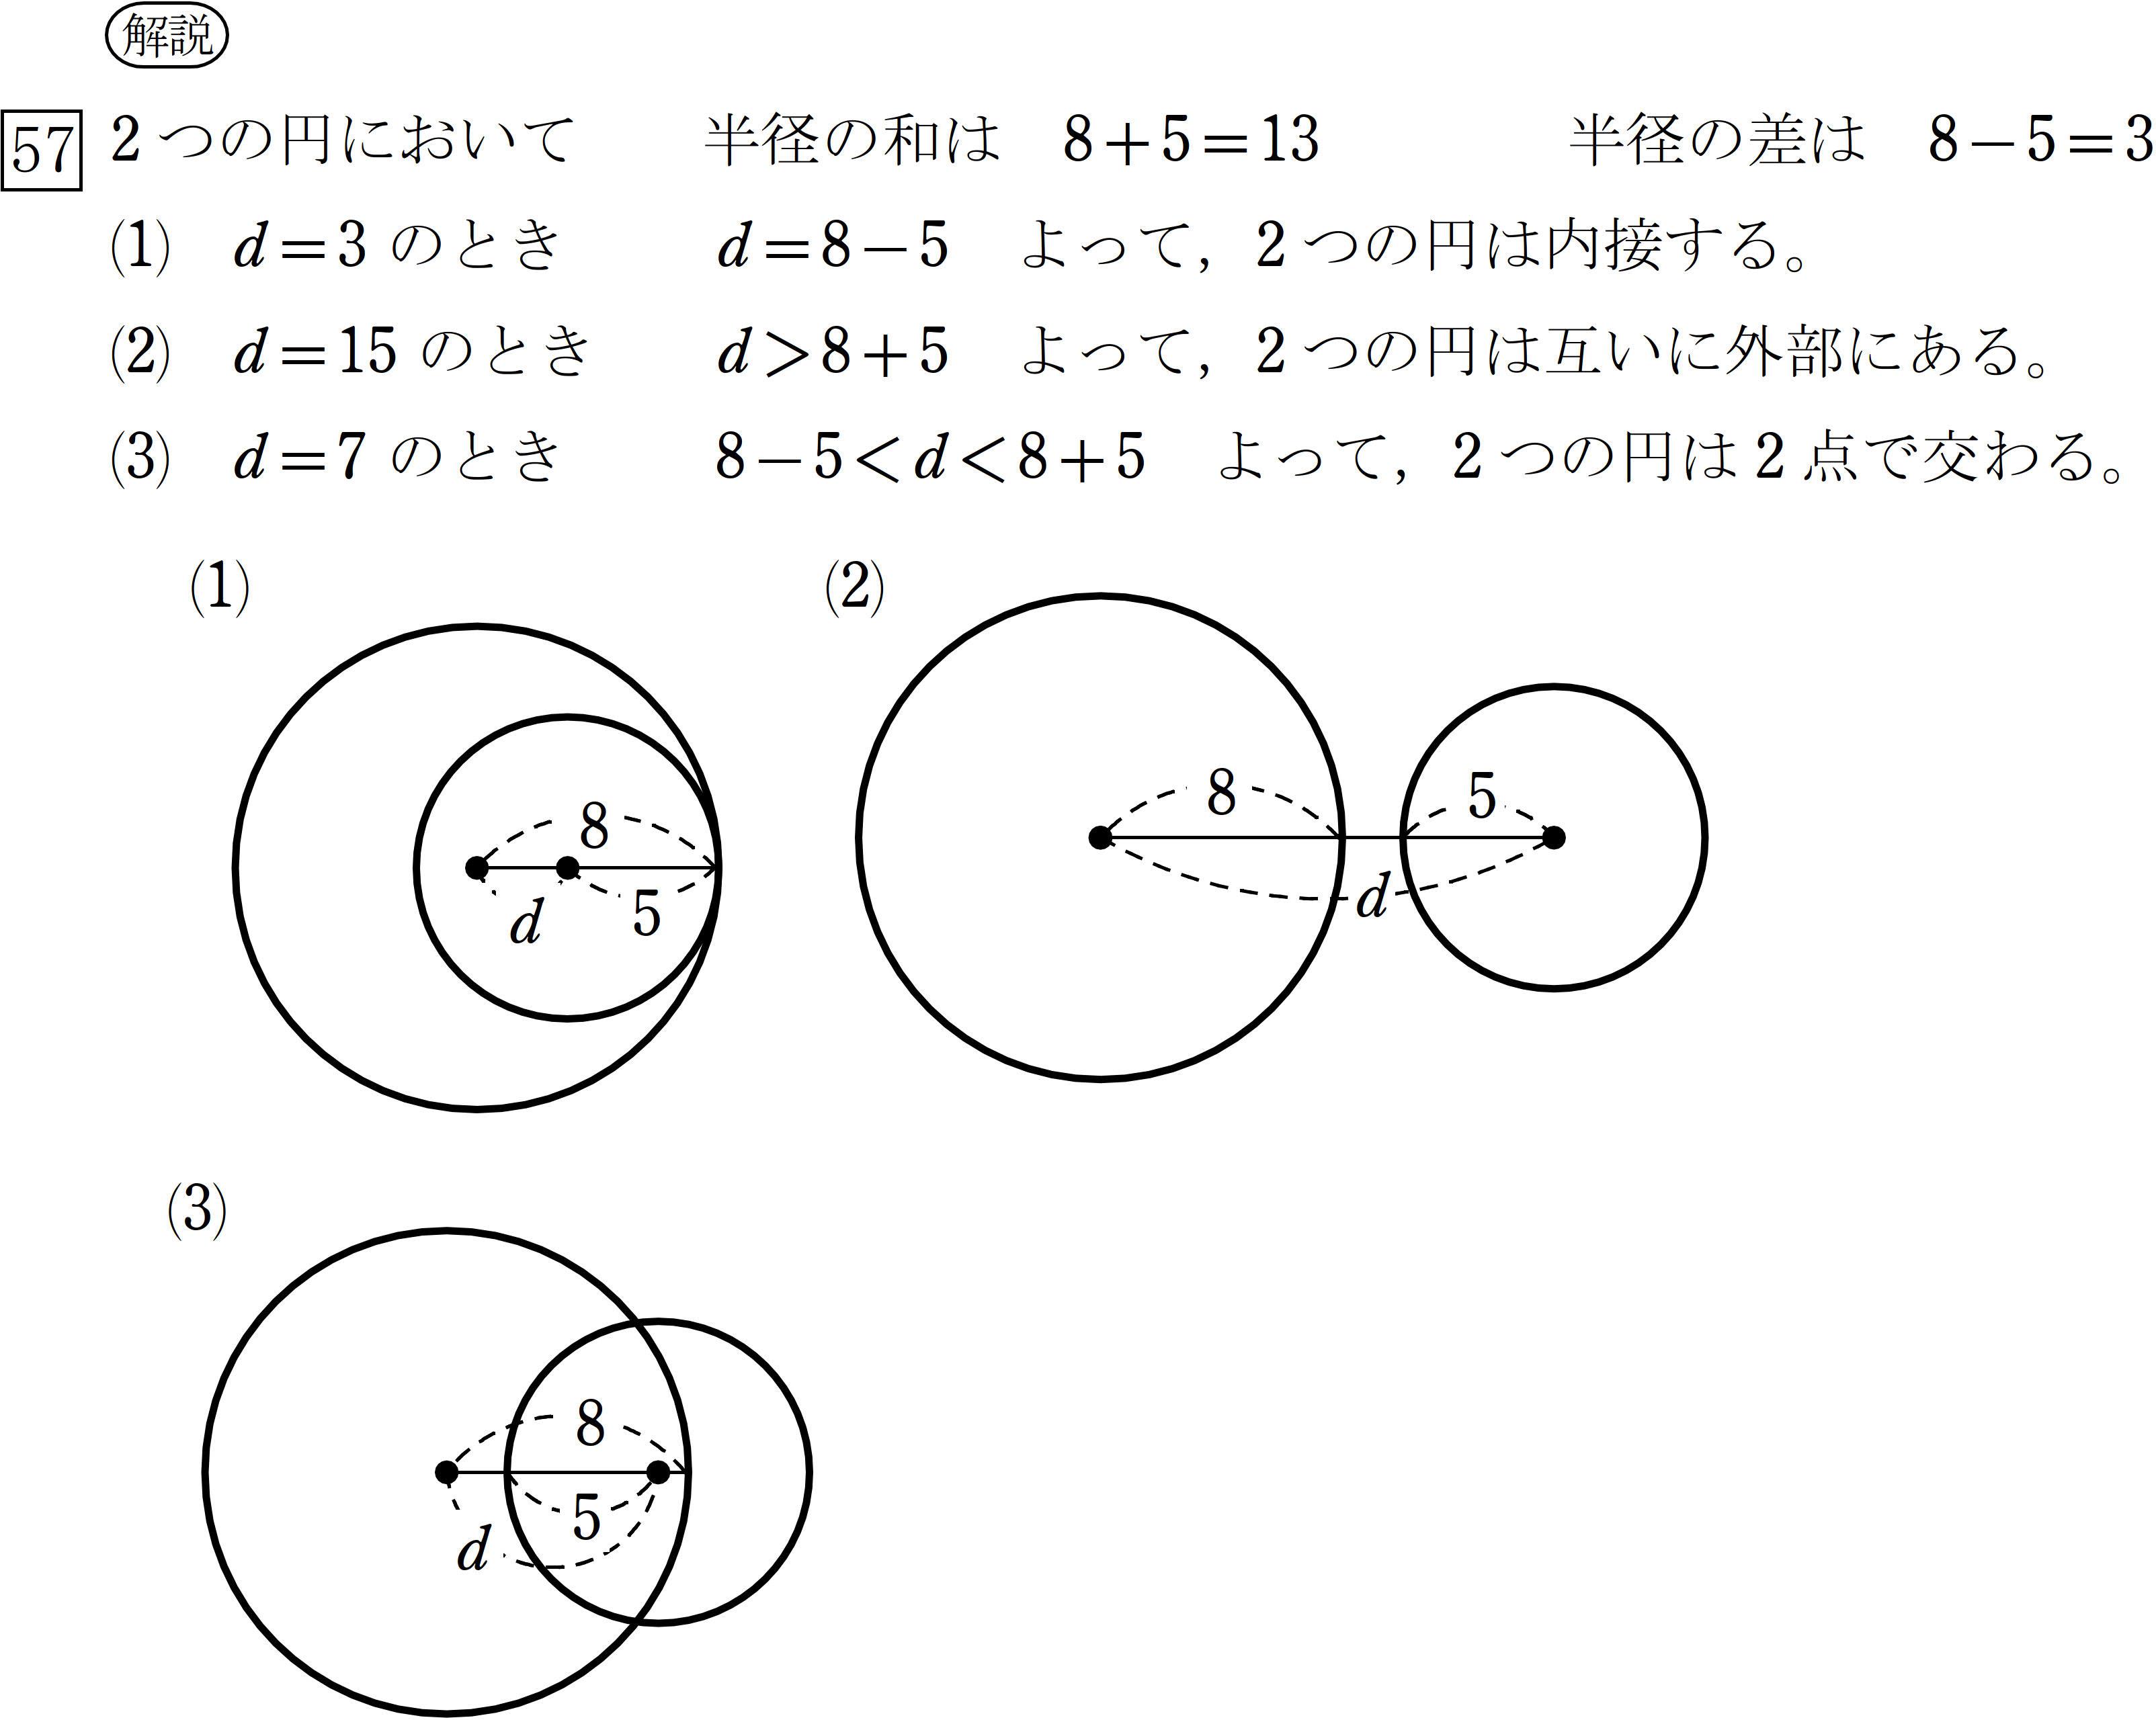 解説
57 2つの円において 半径の和は 8+5=13 半径の差は 8-5=3
(1) d=3 のとき d=8-5 よって，2つの円は内接する。
(2) d=15 のとき d>8+5 よって，2つの円は互いに外部にある。
(3) d=7 のとき 8-5<d<8+5 よって，2つの円は2点で交わる。
(1)
8
d
5
(2)
8
5
d
(3)
8
5
d